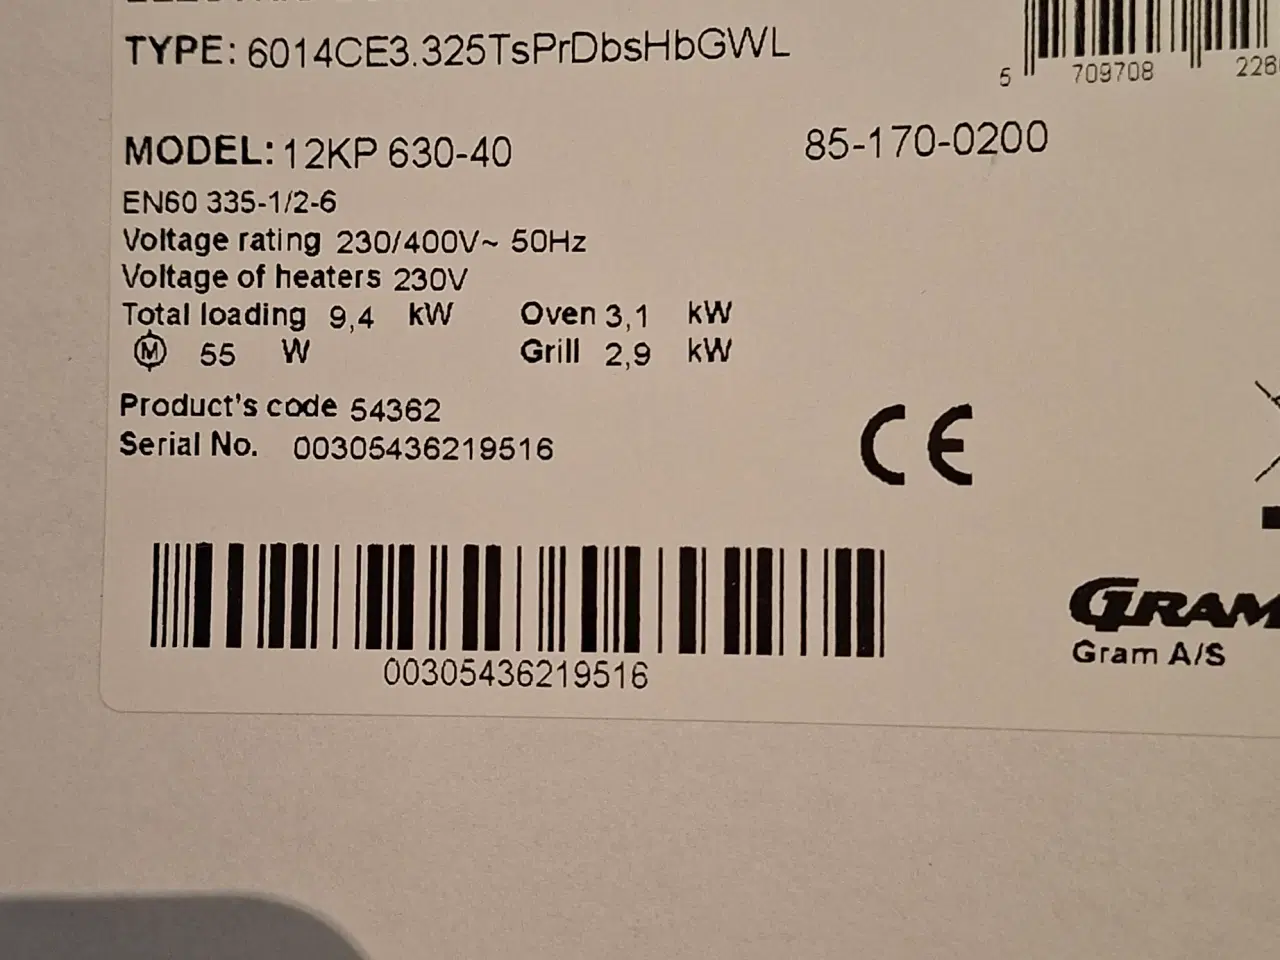 TYPE: 6014CE3.325TsPrDbsHbGWL
5 709708 226
MODEL: 12KP 630-40
85-170-0200
EN60 335-1/2-6
Voltage rating 230/400V~ 50Hz
Voltage of heaters 230V
Total loading 9,4 kW Oven 3,1 kW
M 55 W Grill 2,9 kW
Product's code 54362
Serial No. 00305436219516
CE
00305436219516
GRAM
Gram A/S